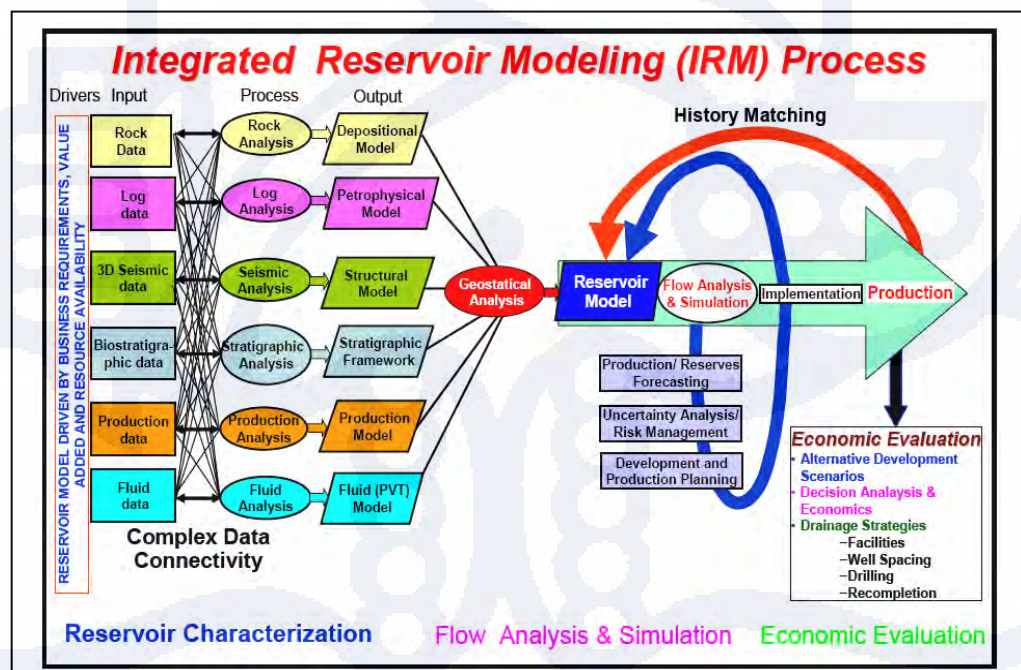 Integrated Reservoir Modeling (IRM) Process
Drivers Input Process Output
RESERVOIR MODEL DRIVEN BY BUSINESS REQUIREMENTS, VALUE
ADDED AND RESOURCE AVAILABILITY
Rock
Data
Rock
Analysis
Depositional
Model
Log
data
Log
Analysis
Petrophysical
Model
3D Seismic
data
Seismic
Analysis
Structural
Model
Biostratigra-
phic data
Stratigraphic
Analysis
Stratigraphic
Framework
Production
data
Production
Analysis
Production
Model
Fluid
data
Fluid
Analysis
Fluid (PVT)
Model
Complex Data
Connectivity
Geostatical
Analysis
History Matching
Reservoir
Model
Flow Analysis
& Simulation
Implementation
Production
Production/ Reserves
Forecasting
Uncertainty Analysis/
Risk Management
Development and
Production Planning
Economic Evaluation
• Alternative Development
Scenarios
• Decision Analaysis &
Economics
• Drainage Strategies
–Facilities
–Well Spacing
–Drilling
–Recompletion
Reservoir Characterization
Flow Analysis & Simulation
Economic Evaluation